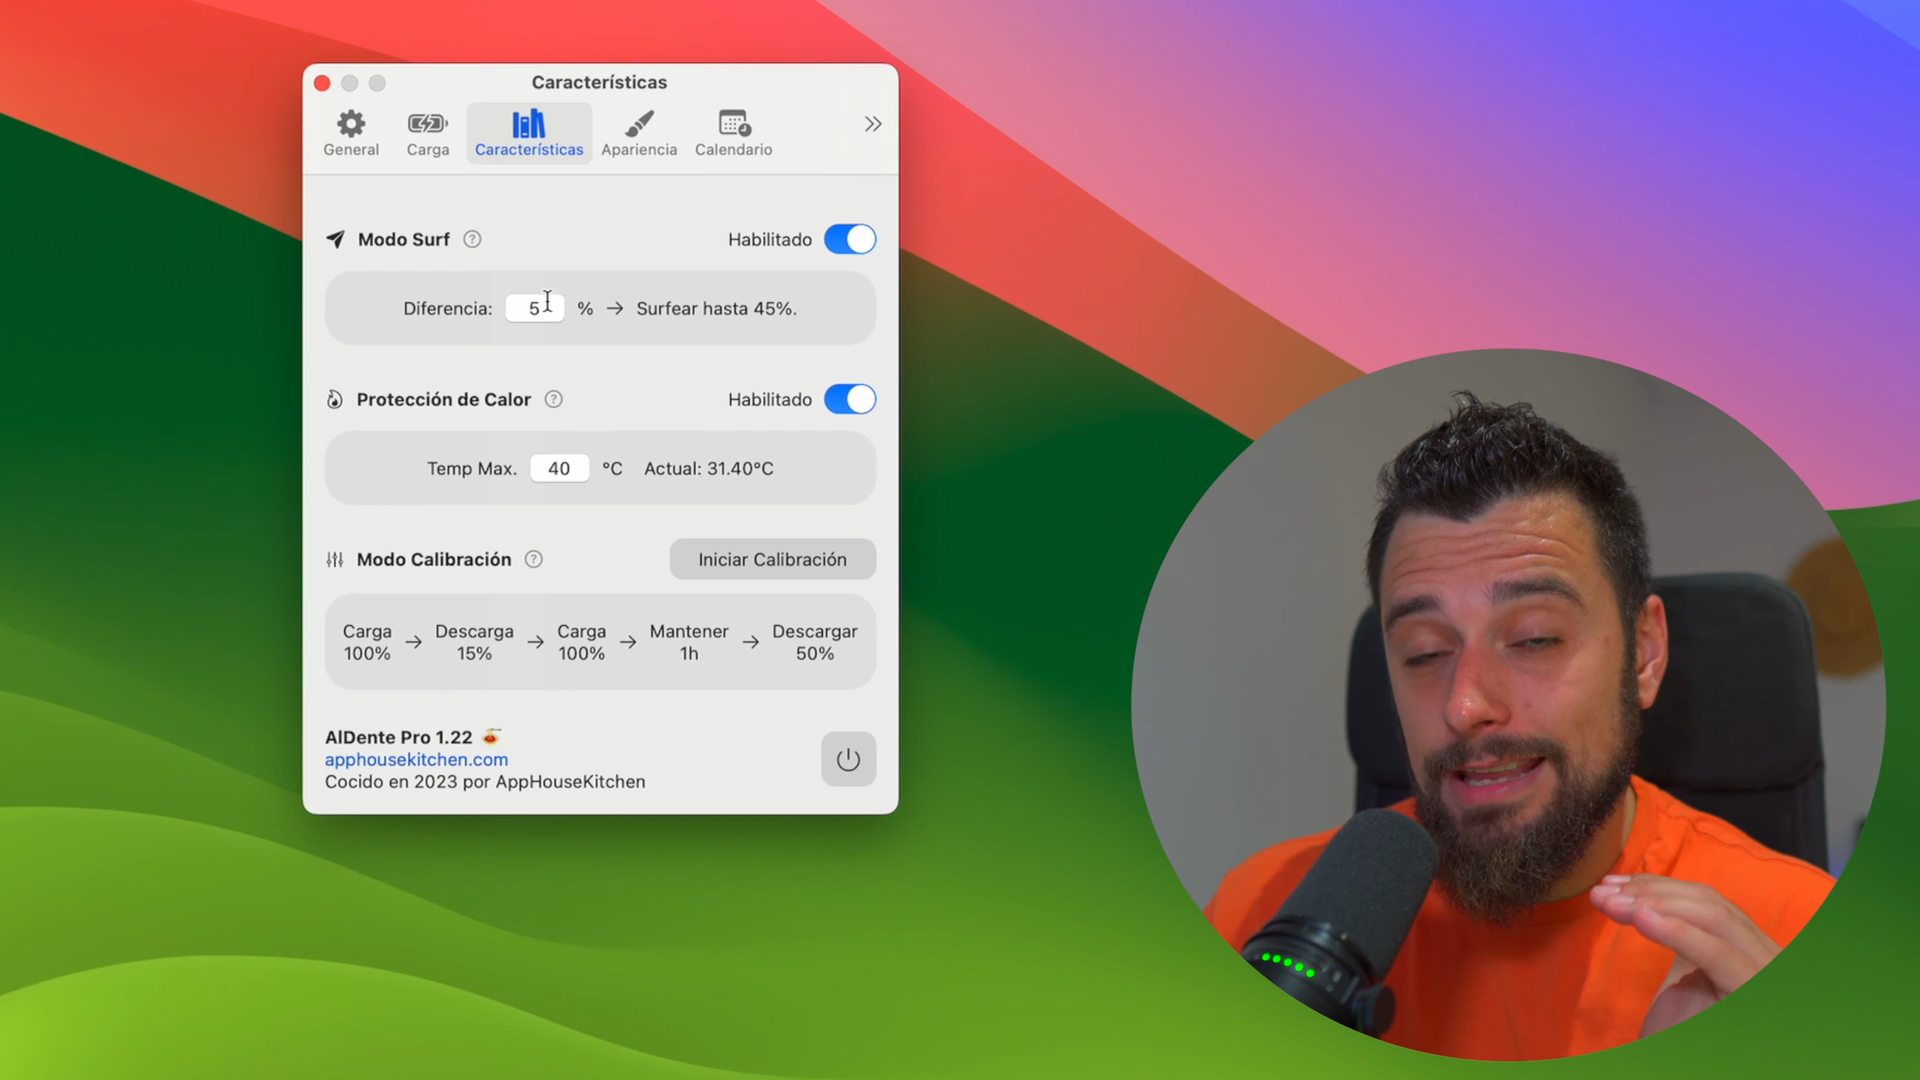 Características
General
Carga
Características
Apariencia
Calendario
Modo Surf
Habilitado
Diferencia: 5 % → Surfear hasta 45%.
Protección de Calor
Habilitado
Temp Max. 40 °C Actual: 31.40°C
Modo Calibración
Iniciar Calibración
Carga 100% → Descarga 15% → Carga 100% → Mantener 1h → Descargar 50%
AlDente Pro 1.22
apphousekitchen.com
Cocido en 2023 por AppHouseKitchen